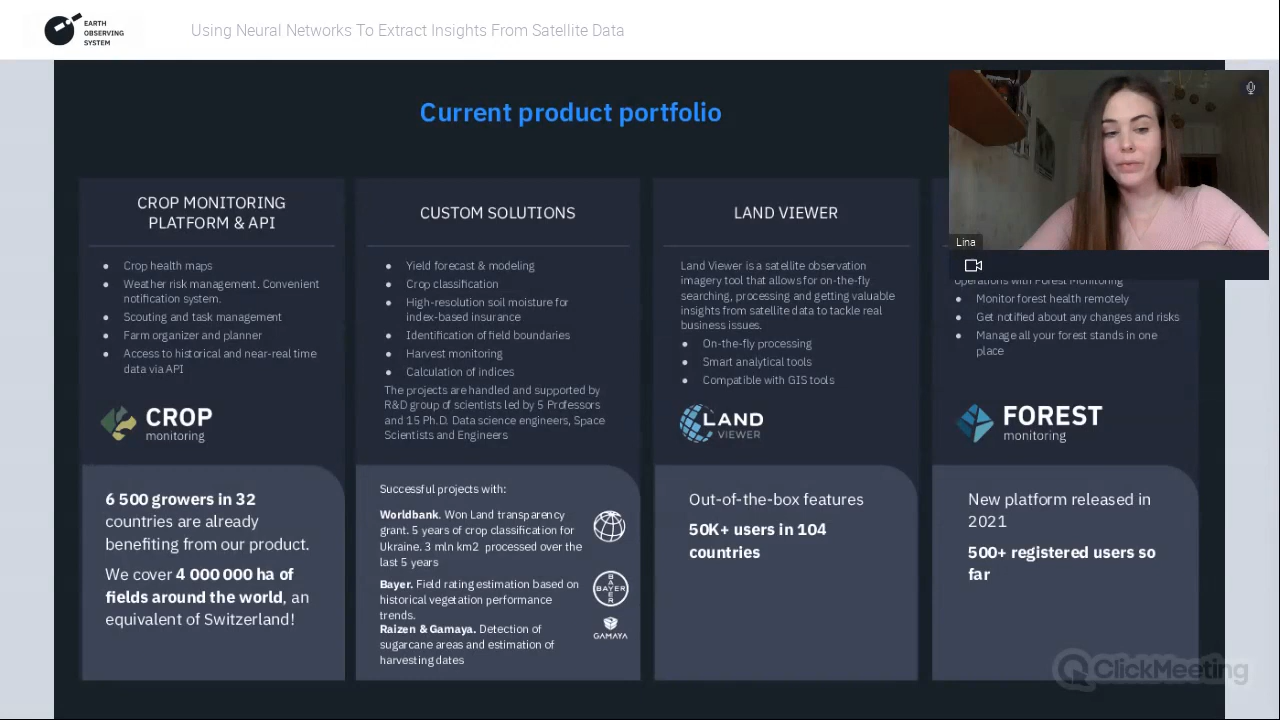 EARTH
OBSERVING
SYSTEM
Using Neural Networks To Extract Insights From Satellite Data
Current product portfolio
Lina
CROP MONITORING
PLATFORM & API
● Crop health maps
● Weather risk management. Convenient
notification system.
● Scouting and task management
● Farm organizer and planner
● Access to historical and near-real time
data via API
CROP
monitoring
6 500 growers in 32
countries are already
benefiting from our product.
We cover 4 000 000 ha of
fields around the world, an
equivalent of Switzerland!
CUSTOM SOLUTIONS
● Yield forecast & modeling
● Crop classification
● High-resolution soil moisture for
index-based insurance
● Identification of field boundaries
● Harvest monitoring
● Calculation of indices
The projects are handled and supported by
R&D group of scientists led by 5 Professors
and 15 Ph.D. Data science engineers, Space
Scientists and Engineers
Successful projects with:
Worldbank. Won Land transparency
grant. 5 years of crop classification for
Ukraine. 3 mln km2 processed over the
last 5 years
Bayer. Field rating estimation based on
historical vegetation performance
trends.
Raizen & Gamaya. Detection of
sugarcane areas and estimation of
harvesting dates
BAYER
BAYER
GAMAYA
LAND VIEWER
Land Viewer is a satellite observation
imagery tool that allows for on-the-fly
searching, processing and getting valuable
insights from satellite data to tackle real
business issues.
● On-the-fly processing
● Smart analytical tools
● Compatible with GIS tools
LAND
VIEWER
Out-of-the-box features
50K+ users in 104
countries
operations with Forest Monitoring
● Monitor forest health remotely
● Get notified about any changes and risks
● Manage all your forest stands in one
place
FOREST
monitoring
New platform released in
2021
500+ registered users so
far
ClickMeeting